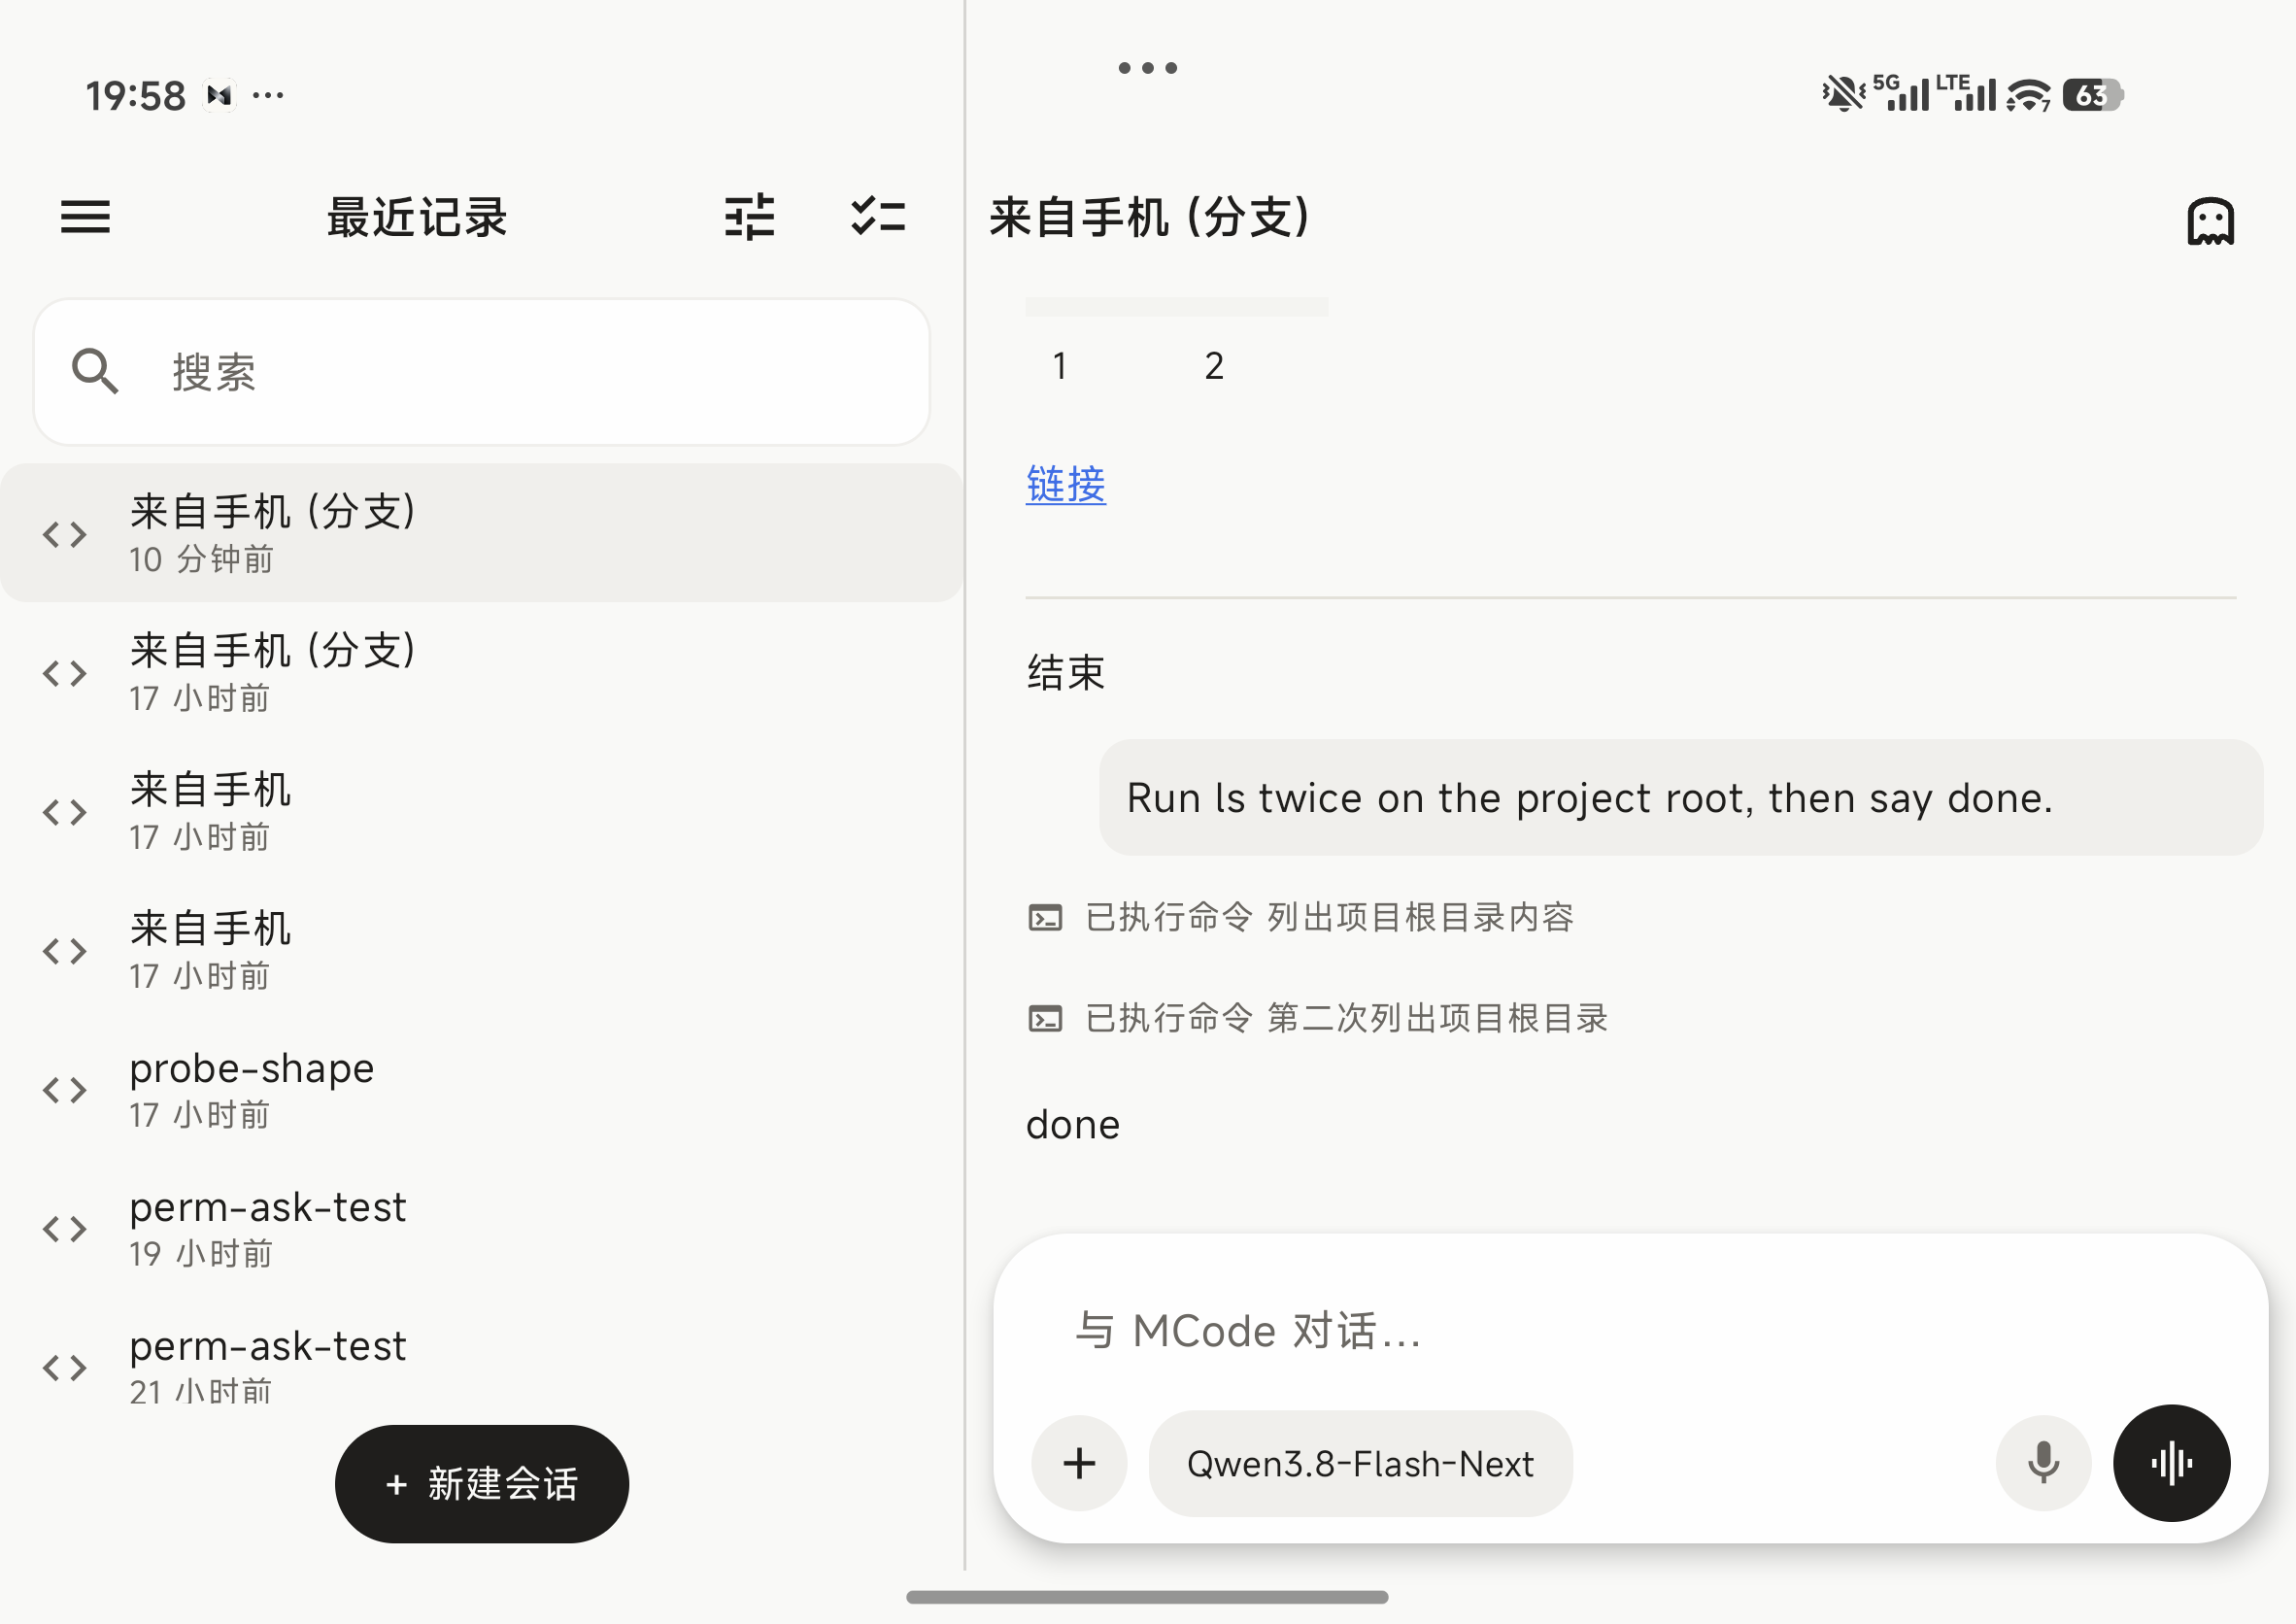 19:58
5G LTE 7 63
最近记录
搜索
来自手机 (分支)
10 分钟前
来自手机 (分支)
17 小时前
来自手机
17 小时前
来自手机
17 小时前
probe-shape
17 小时前
perm-ask-test
19 小时前
perm-ask-test
21 小时前
+ 新建会话
来自手机 (分支)
1 2
链接
结束
Run ls twice on the project root, then say done.
已执行命令 列出项目根目录内容
已执行命令 第二次列出项目根目录
done
与 MCode 对话...
Qwen3.8-Flash-Next